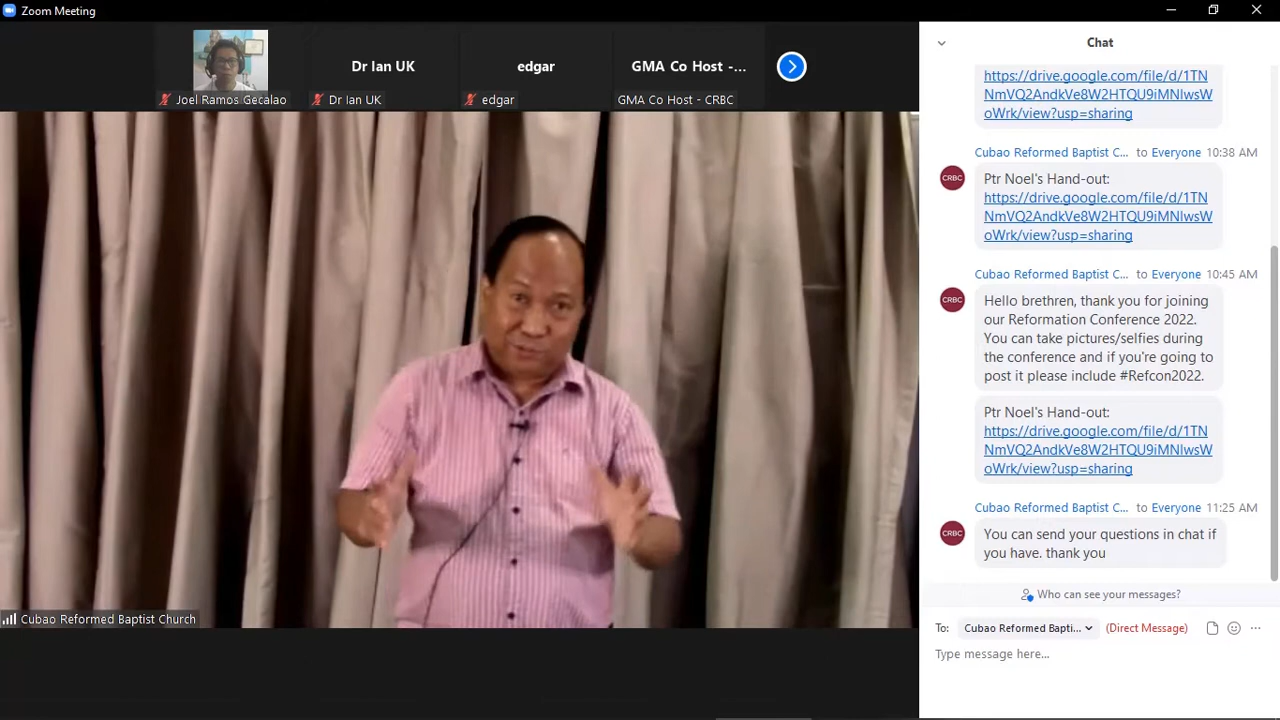 Zoom Meeting
Dr Ian UK
edgar
GMA Co Host -...
Joel Ramos Gecalao
Dr Ian UK
edgar
GMA Co Host - CRBC
Cubao Reformed Baptist Church
Chat
https://drive.google.com/file/d/1TN
NmVQ2AndkVe8W2HTQU9iMNlwsW
oWrk/view?usp=sharing
Cubao Reformed Baptist C... to Everyone 10:38 AM
CRBC
Ptr Noel's Hand-out:
https://drive.google.com/file/d/1TN
NmVQ2AndkVe8W2HTQU9iMNlwsW
oWrk/view?usp=sharing
Cubao Reformed Baptist C... to Everyone 10:45 AM
CRBC
Hello brethren, thank you for joining
our Reformation Conference 2022.
You can take pictures/selfies during
the conference and if you're going to
post it please include #Refcon2022.
Ptr Noel's Hand-out:
https://drive.google.com/file/d/1TN
NmVQ2AndkVe8W2HTQU9iMNlwsW
oWrk/view?usp=sharing
Cubao Reformed Baptist C... to Everyone 11:25 AM
CRBC
You can send your questions in chat if
you have. thank you
Who can see your messages?
To: Cubao Reformed Bapti... (Direct Message)
Type message here...